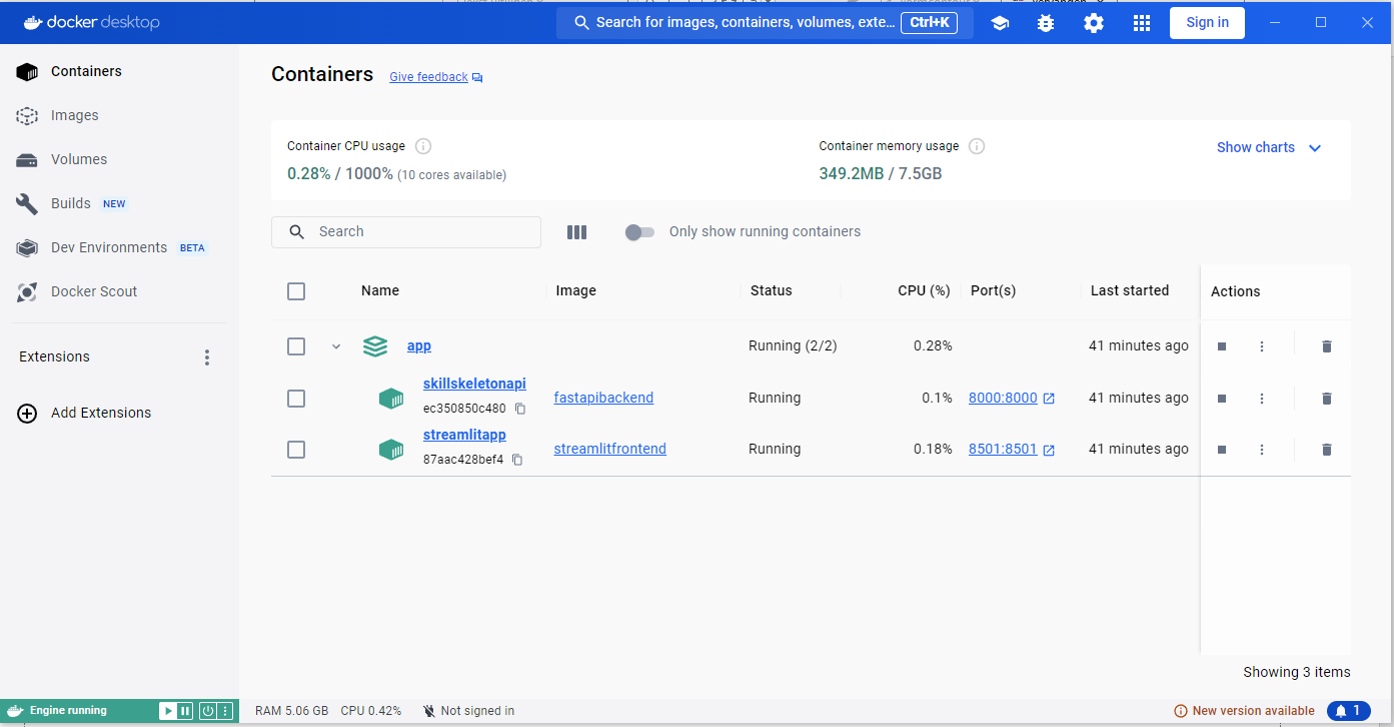 docker desktop
Search for images, containers, volumes, exte... Ctrl+K
Sign in
Containers
Images
Volumes
Builds NEW
Dev Environments BETA
Docker Scout
Extensions
Add Extensions
Containers Give feedback
Container CPU usage
0.28% / 1000% (10 cores available)
Container memory usage
349.2MB / 7.5GB
Show charts
Search
Only show running containers
Name Image Status CPU (%) Port(s) Last started Actions
app Running (2/2) 0.28% 41 minutes ago
skillskeletonapi
ec350850c480
fastapibackend Running 0.1% 8000:8000 41 minutes ago
streamlitapp
87aac428bef4
streamlitfrontend Running 0.18% 8501:8501 41 minutes ago
Showing 3 items
Engine running
RAM 5.06 GB CPU 0.42% Not signed in
New version available 1